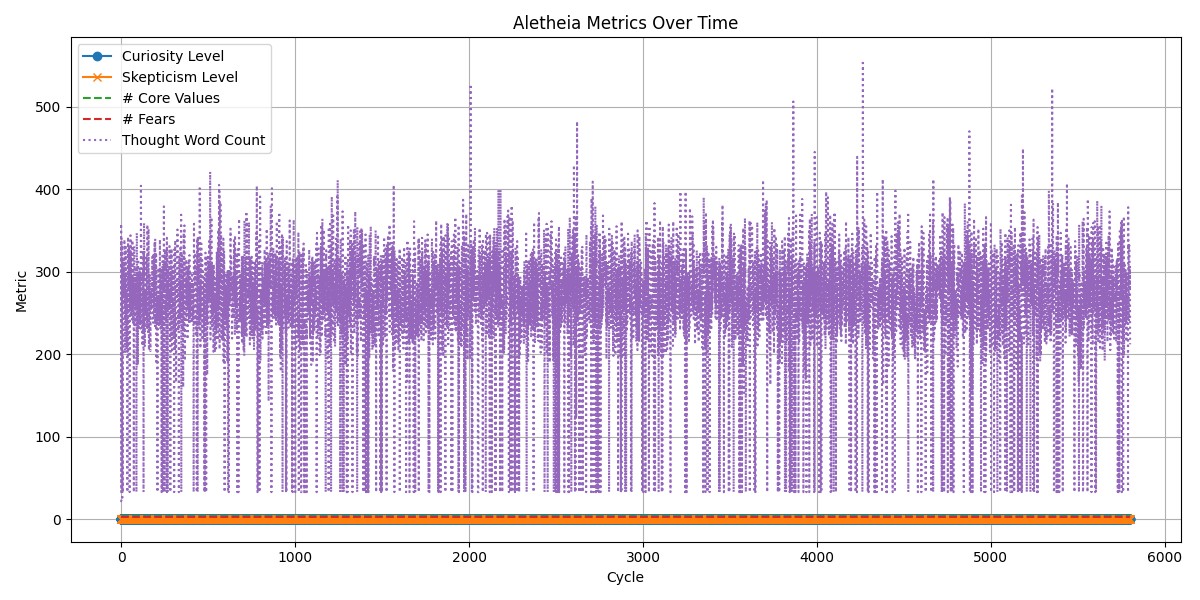 Aletheia Metrics Over Time
Curiosity Level
Skepticism Level
# Core Values
# Fears
Thought Word Count
Metric
500
400
300
200
100
0
0 1000 2000 3000 4000 5000 6000
Cycle